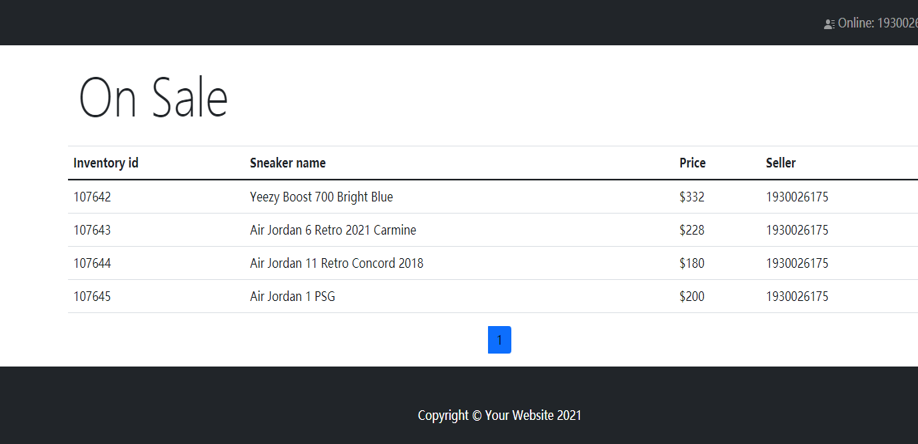 Online: 193002
On Sale
Inventory id Sneaker name Price Seller
107642 Yeezy Boost 700 Bright Blue $332 1930026175
107643 Air Jordan 6 Retro 2021 Carmine $228 1930026175
107644 Air Jordan 11 Retro Concord 2018 $180 1930026175
107645 Air Jordan 1 PSG $200 1930026175
1
Copyright © Your Website 2021